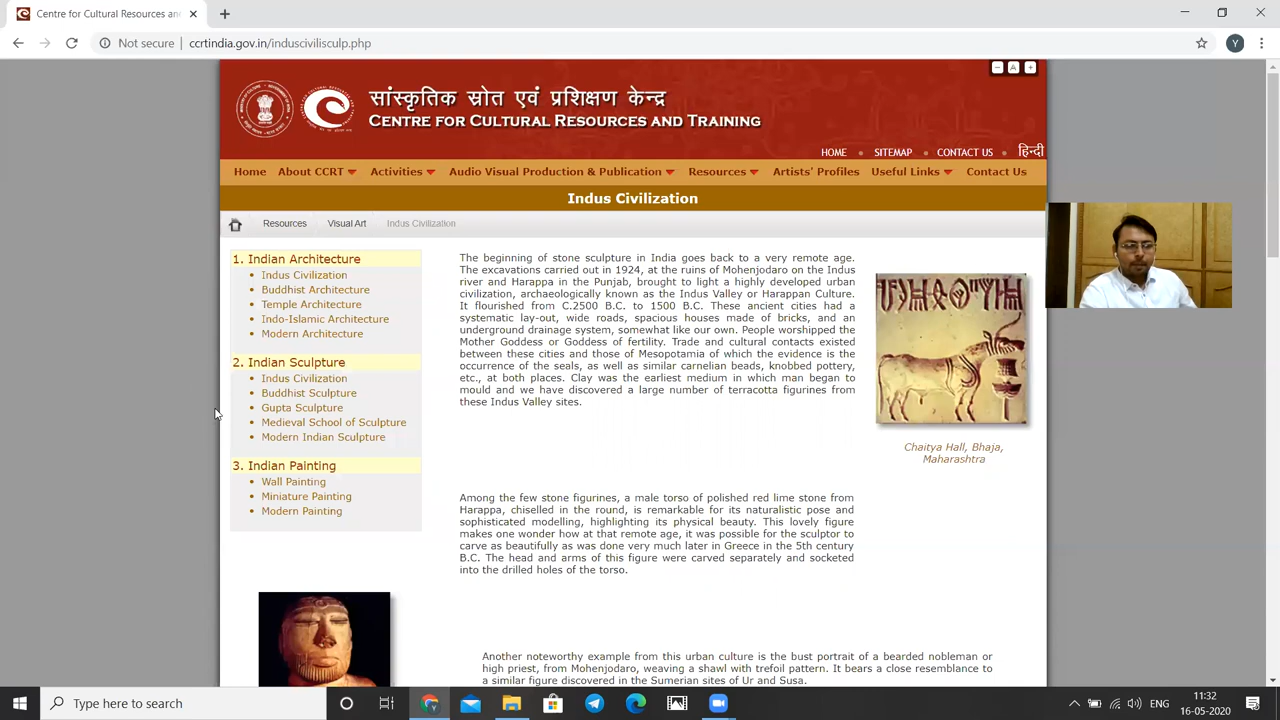 Centre for Cultural Resources an
Not secure
ccrtindia.gov.in/induscivilisculp.php
Y
- A +
सांस्कृतिक स्रोत एवं प्रशिक्षण केन्द्र
CENTRE FOR CULTURAL RESOURCES AND TRAINING
HOME SITEMAP CONTACT US हिन्दी
Home About CCRT Activities Audio Visual Production & Publication Resources Artists' Profiles Useful Links Contact Us
Indus Civilization
Resources Visual Art Indus Civilization
1. Indian Architecture
Indus Civilization
Buddhist Architecture
Temple Architecture
Indo-Islamic Architecture
Modern Architecture
2. Indian Sculpture
Indus Civilization
Buddhist Sculpture
Gupta Sculpture
Medieval School of Sculpture
Modern Indian Sculpture
3. Indian Painting
Wall Painting
Miniature Painting
Modern Painting
The beginning of stone sculpture in India goes back to a very remote age.
The excavations carried out in 1924, at the ruins of Mohenjodaro on the Indus
river and Harappa in the Punjab, brought to light a highly developed urban
civilization, archaeologically known as the Indus Valley or Harappan Culture.
It flourished from C.2500 B.C. to 1500 B.C. These ancient cities had a
systematic lay-out, wide roads, spacious houses made of bricks, and an
underground drainage system, somewhat like our own. People worshipped the
Mother Goddess or Goddess of fertility. Trade and cultural contacts existed
between these cities and those of Mesopotamia of which the evidence is the
occurrence of the seals, as well as similar carnelian beads, knobbed pottery,
etc., at both places. Clay was the earliest medium in which man began to
mould and we have discovered a large number of terracotta figurines from
these Indus Valley sites.
Chaitya Hall, Bhaja,
Maharashtra
Among the few stone figurines, a male torso of polished red lime stone from
Harappa, chiselled in the round, is remarkable for its naturalistic pose and
sophisticated modelling, highlighting its physical beauty. This lovely figure
makes one wonder how at that remote age, it was possible for the sculptor to
carve as beautifully as was done very much later in Greece in the 5th century
B.C. The head and arms of this figure were carved separately and socketed
into the drilled holes of the torso.
Another noteworthy example from this urban culture is the bust portrait of a bearded nobleman or
high priest, from Mohenjodaro, weaving a shawl with trefoil pattern. It bears a close resemblance to
a similar figure discovered in the Sumerian sites of Ur and Susa.
Type here to search
ENG
11:32
16-05-2020